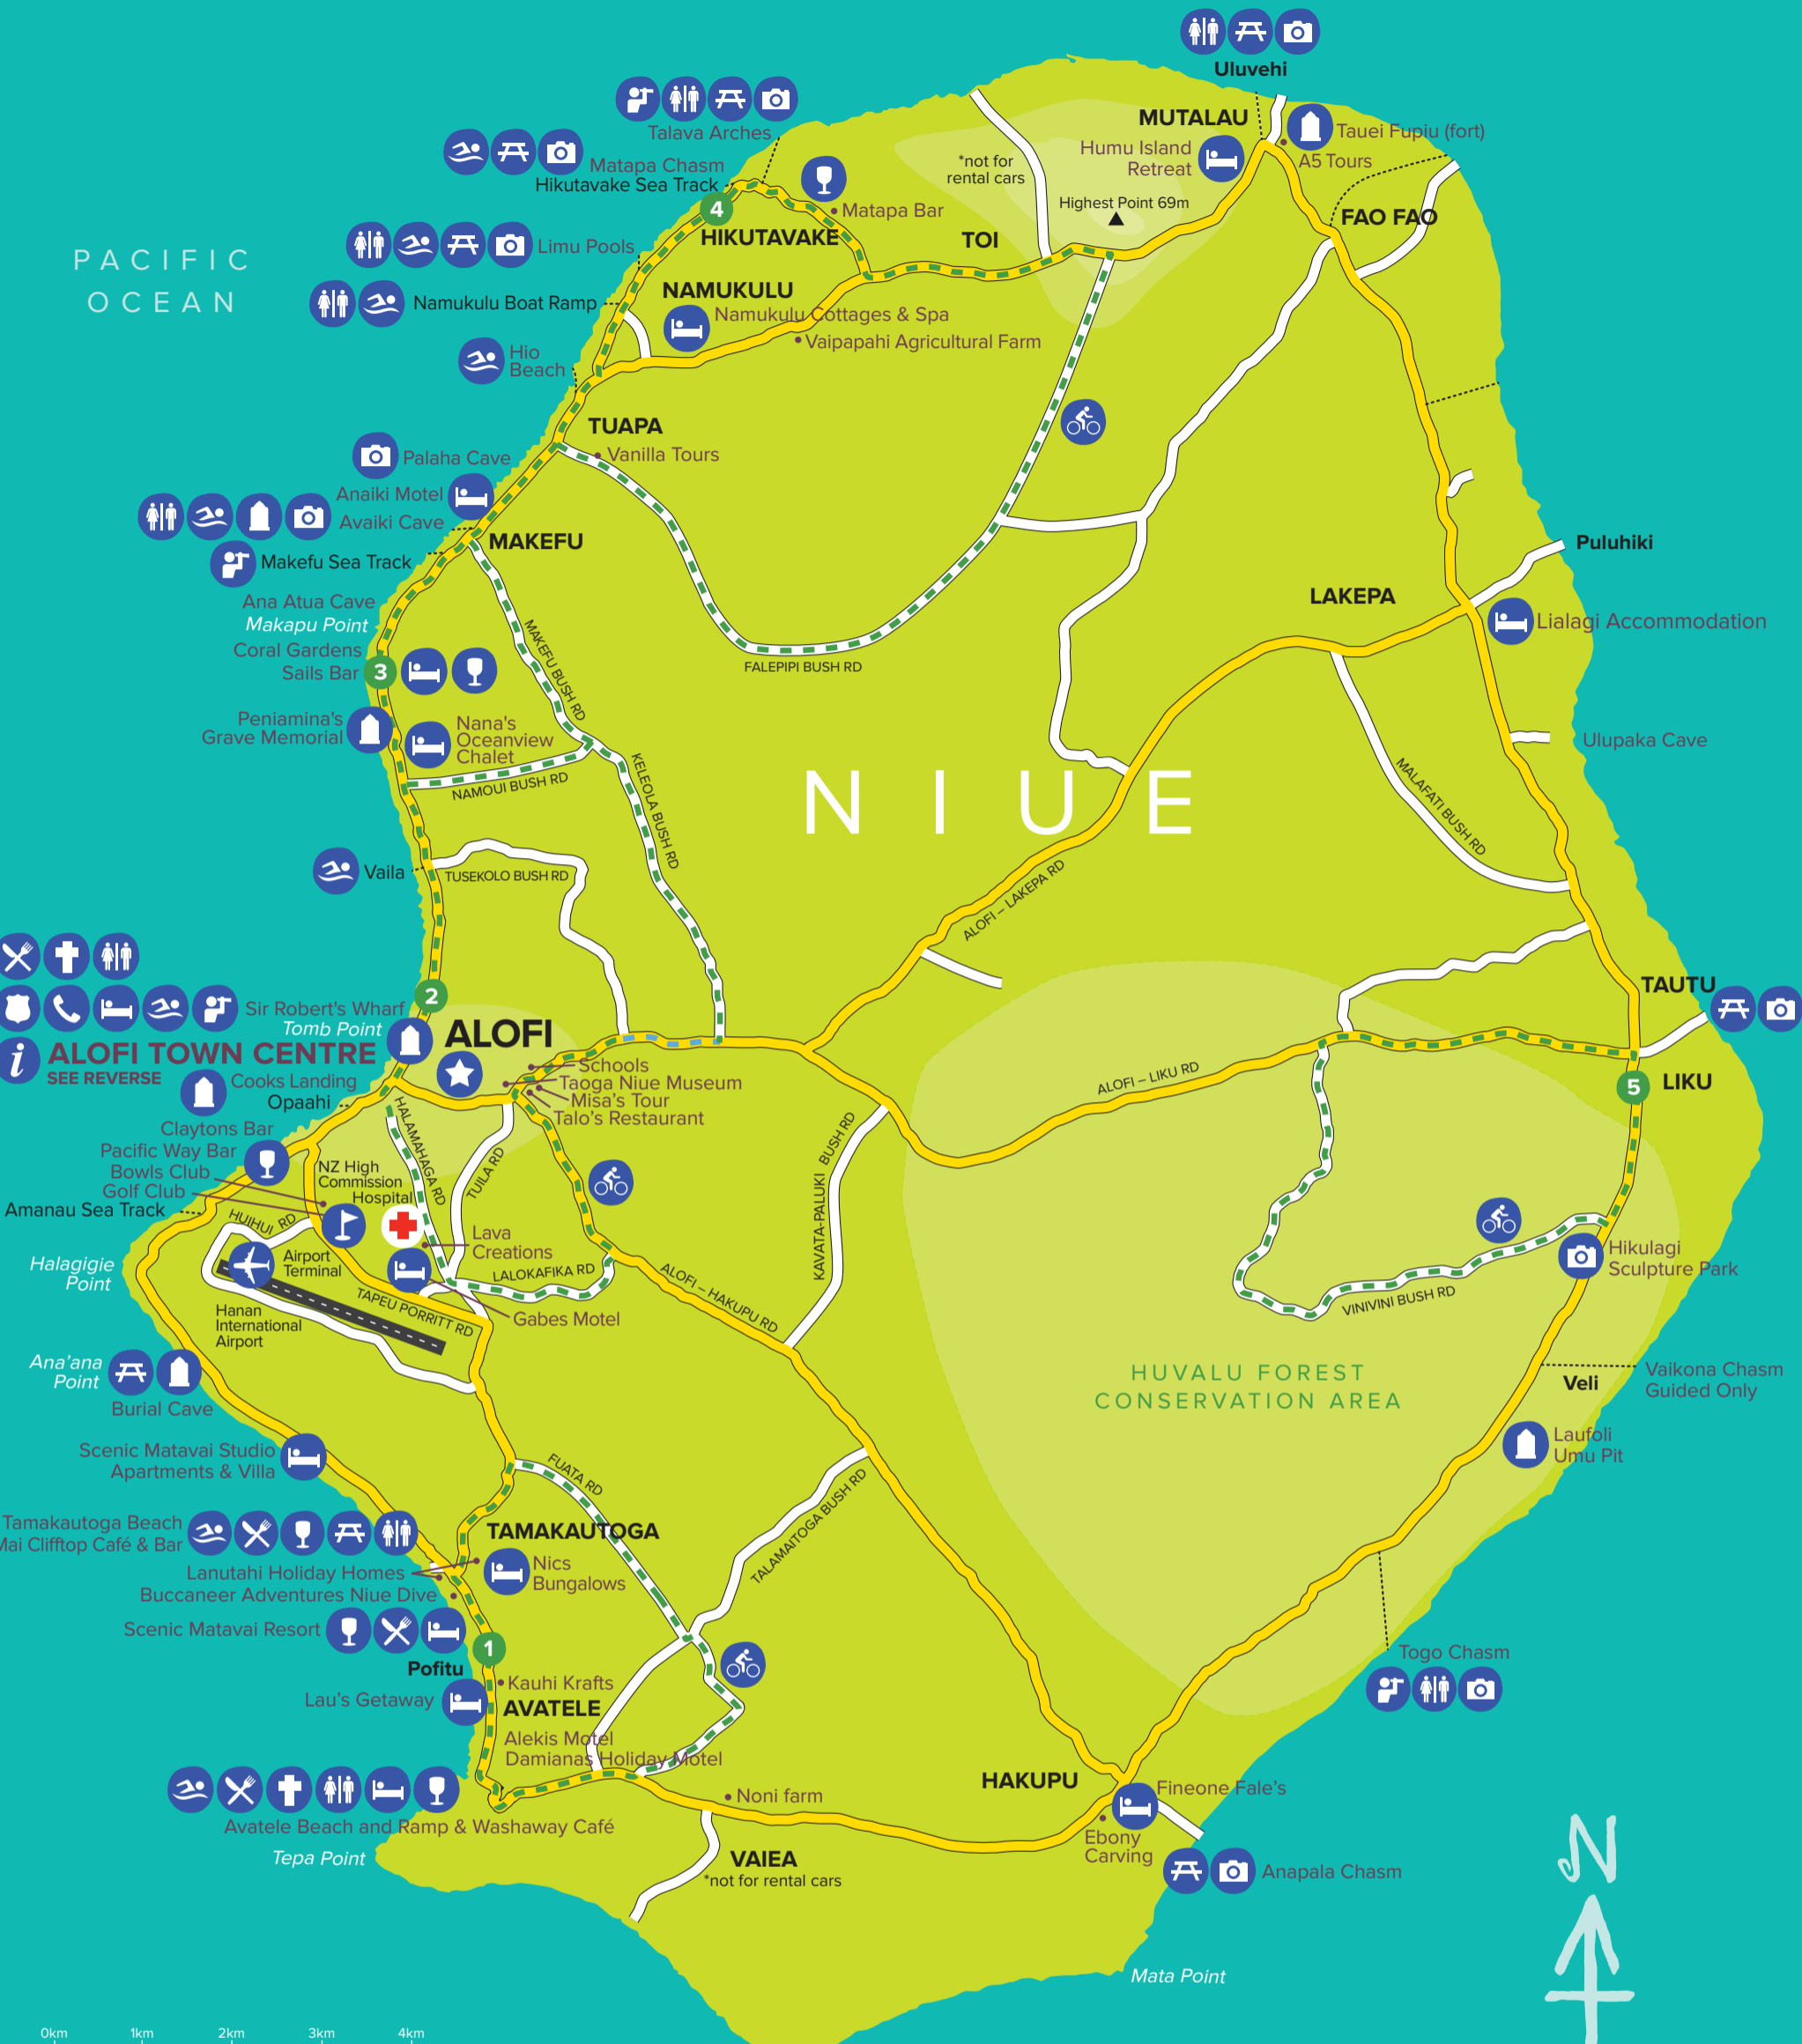 Uluvehi
Talava Arches
MUTALAU
Tauei Fupiu (fort)
Humu Island
Retreat
A5 Tours
Matapa Chasm
Hikutavake Sea Track
*not for
rental cars
Highest Point 69m
4
Matapa Bar
FAO FAO
HIKUTAVAKE
TOI
PACIFIC
OCEAN
Limu Pools
NAMUKULU
Namukulu Boat Ramp
Namukulu Cottages & Spa
Vaipapahi Agricultural Farm
Hio
Beach
TUAPA
Vanilla Tours
Palaha Cave
Anaiki Motel
Avaiki Cave
MAKEFU
Makefu Sea Track
Puluhiki
LAKEPA
Lialagi Accommodation
Ana Atua Cave
Makapu Point
Coral Gardens
Sails Bar
3
MAKEFU BUSH RD
FALEPIPI BUSH RD
Peniamina's
Grave Memorial
Nana's
Oceanview
Chalet
NAMOUI BUSH RD
KELEOLA BUSH RD
Ulupaka Cave
MALAFATI BUSH RD
NIUE
Vaila
TUSEKOLO BUSH RD
ALOFI – LAKEPA RD
2
Sir Robert's Wharf
Tomb Point
ALOFI
ALOFI TOWN CENTRE
SEE REVERSE
TAUTU
Cooks Landing
Opaahi
Schools
Taoga Niue Museum
Misa's Tour
Talo's Restaurant
ALOFI – LIKU RD
5
LIKU
Claytons Bar
Pacific Way Bar
Bowls Club
Golf Club
Amanau Sea Track
NZ High
Commission
Hospital
HALAMAHAGA RD
TUILA RD
KAVATA-PALUKI BUSH RD
HUIHUI RD
Airport
Terminal
Lava
Creations
LALOKAFIKA RD
Halagigie
Point
Hanan
International
Airport
TAPEU PORRITT RD
Gabes Motel
ALOFI – HAKUPU RD
Hikulagi
Sculpture Park
VINIVINI BUSH RD
Ana'ana
Point
Burial Cave
HUVALU FOREST
CONSERVATION AREA
Vaikona Chasm
Guided Only
Veli
Laufoli
Umu Pit
Scenic Matavai Studio
Apartments & Villa
FUATA RD
TALAMAITOGA BUSH RD
Tamakautoga Beach
Mai Clifftop Café & Bar
TAMAKAUTOGA
Lanutahi Holiday Homes
Nics
Bungalows
Buccaneer Adventures Niue Dive
Scenic Matavai Resort
1
Pofitu
Kauhi Krafts
Lau's Getaway
AVATELE
Togo Chasm
Alekis Motel
Damianas Holiday Motel
Noni farm
HAKUPU
Fineone Fale's
Ebony
Carving
Avatele Beach and Ramp & Washaway Café
Tepa Point
VAIEA
*not for rental cars
Anapala Chasm
Mata Point
N
0km 1km 2km 3km 4km